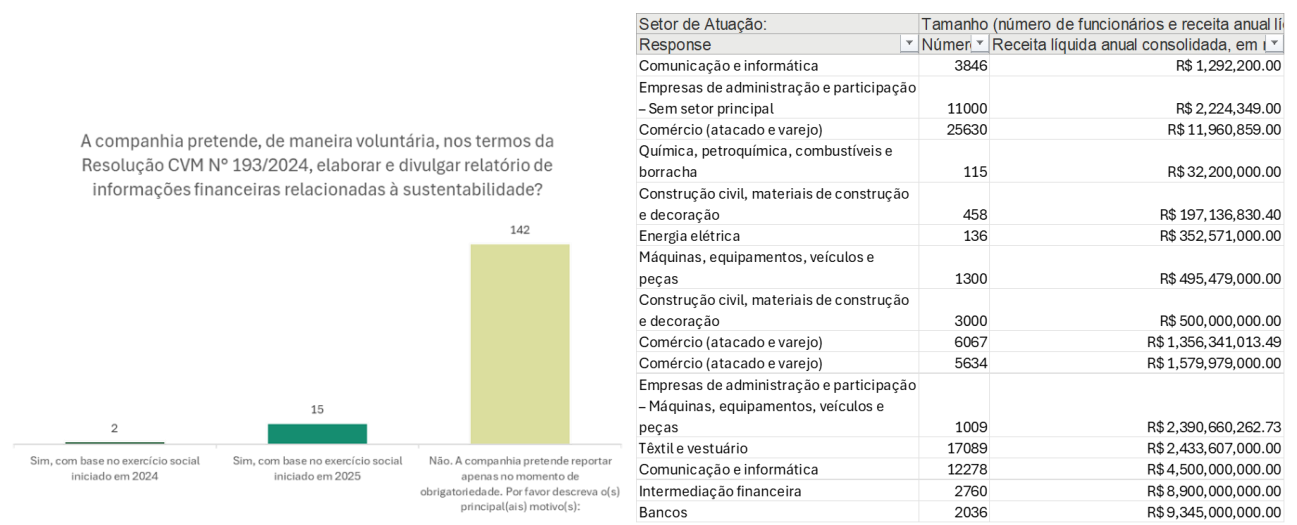 A companhia pretende, de maneira voluntária, nos termos da
Resolução CVM N° 193/2024, elaborar e divulgar relatório de
informações financeiras relacionadas à sustentabilidade?
142
15
2
Sim, com base no exercício social
iniciado em 2024
Sim, com base no exercício social
iniciado em 2025
Não. A companhia pretende reportar
apenas no momento de
obrigatoriedade. Por favor descreva o(s)
principal(ais) motivo(s):
Setor de Atuação: Tamanho (número de funcionários e receita anual
Response Receita líquida anual consolidada, em
Comunicação e informática 3846 R$ 1,292,200.00
Empresas de administração e participação
– Sem setor principal 11000 R$ 2,224,349.00
Comércio (atacado e varejo) 25630 R$ 11,960,859.00
Química, petroquímica, combustíveis e
borracha 115 R$ 32,200,000.00
Construção civil, materiais de construção
e decoração 458 R$ 197,136,830.40
Energia elétrica 136 R$ 352,571,000.00
Máquinas, equipamentos, veículos e
peças 1300 R$ 495,479,000.00
Construção civil, materiais de construção
e decoração 3000 R$ 500,000,000.00
Comércio (atacado e varejo) 6067 R$ 1,356,341,013.49
Comércio (atacado e varejo) 5634 R$ 1,579,979,000.00
Empresas de administração e participação
– Máquinas, equipamentos, veículos e
peças 1009 R$ 2,390,660,262.73
Têxtil e vestuário 17089 R$ 2,433,607,000.00
Comunicação e informática 12278 R$ 4,500,000,000.00
Intermediação financeira 2760 R$ 8,900,000,000.00
Bancos 2036 R$ 9,345,000,000.00